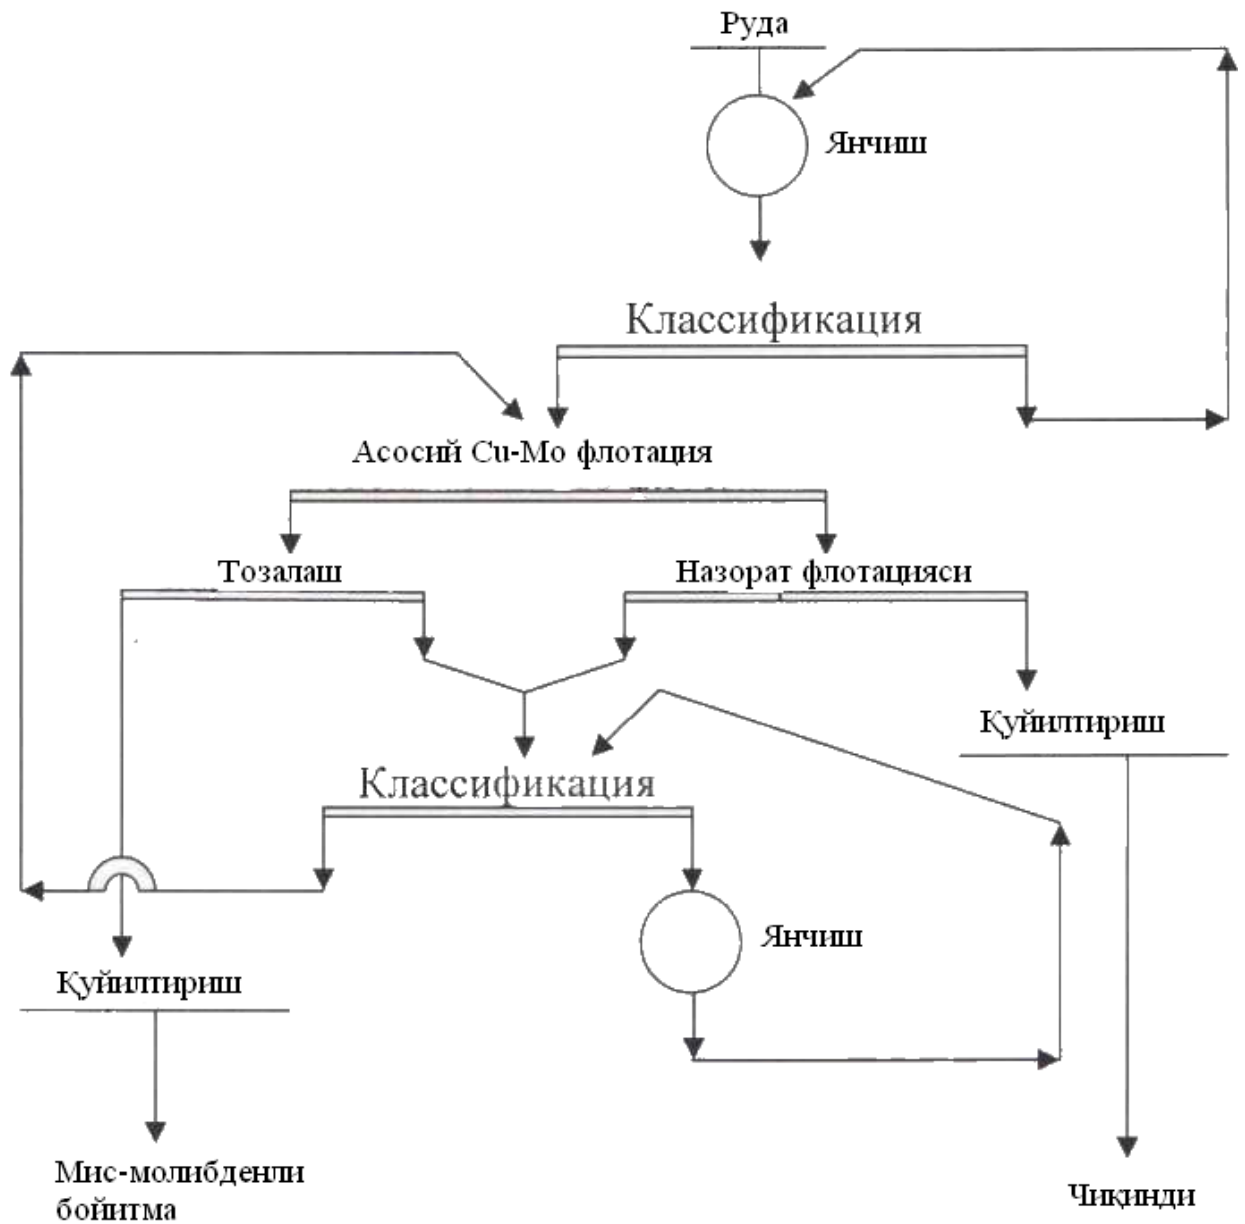 Руда
Янчиш
Классификация
Асосий Cu-Mo флотация
Тозалаш
Назорат флотацияси
Қуйилтириш
Классификация
Янчиш
Қуйилтириш
Мис-молибденли
бойитма
Чиқинди